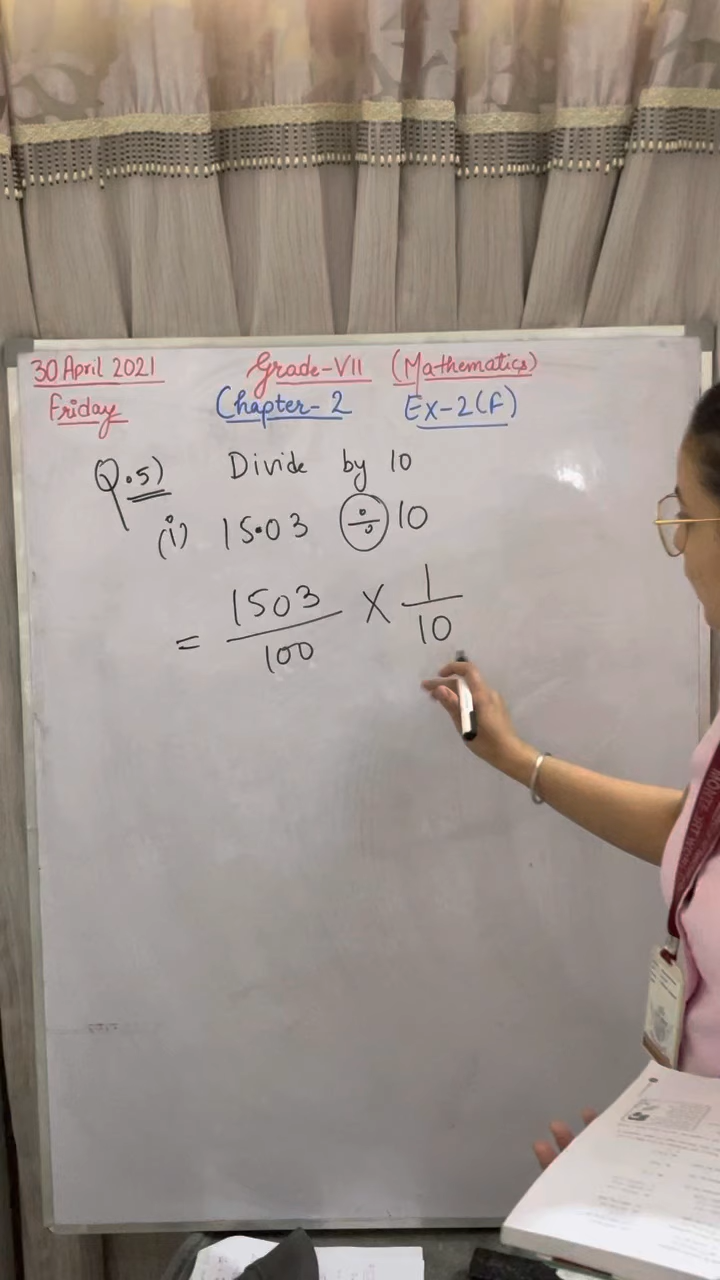 30 April 2021 Grade-VII (Mathematics)
Friday Chapter-2 Ex-2(F)
Q.5) Divide by 10
(i) 15.03 ÷ 10
= 1503/100 × 1/10